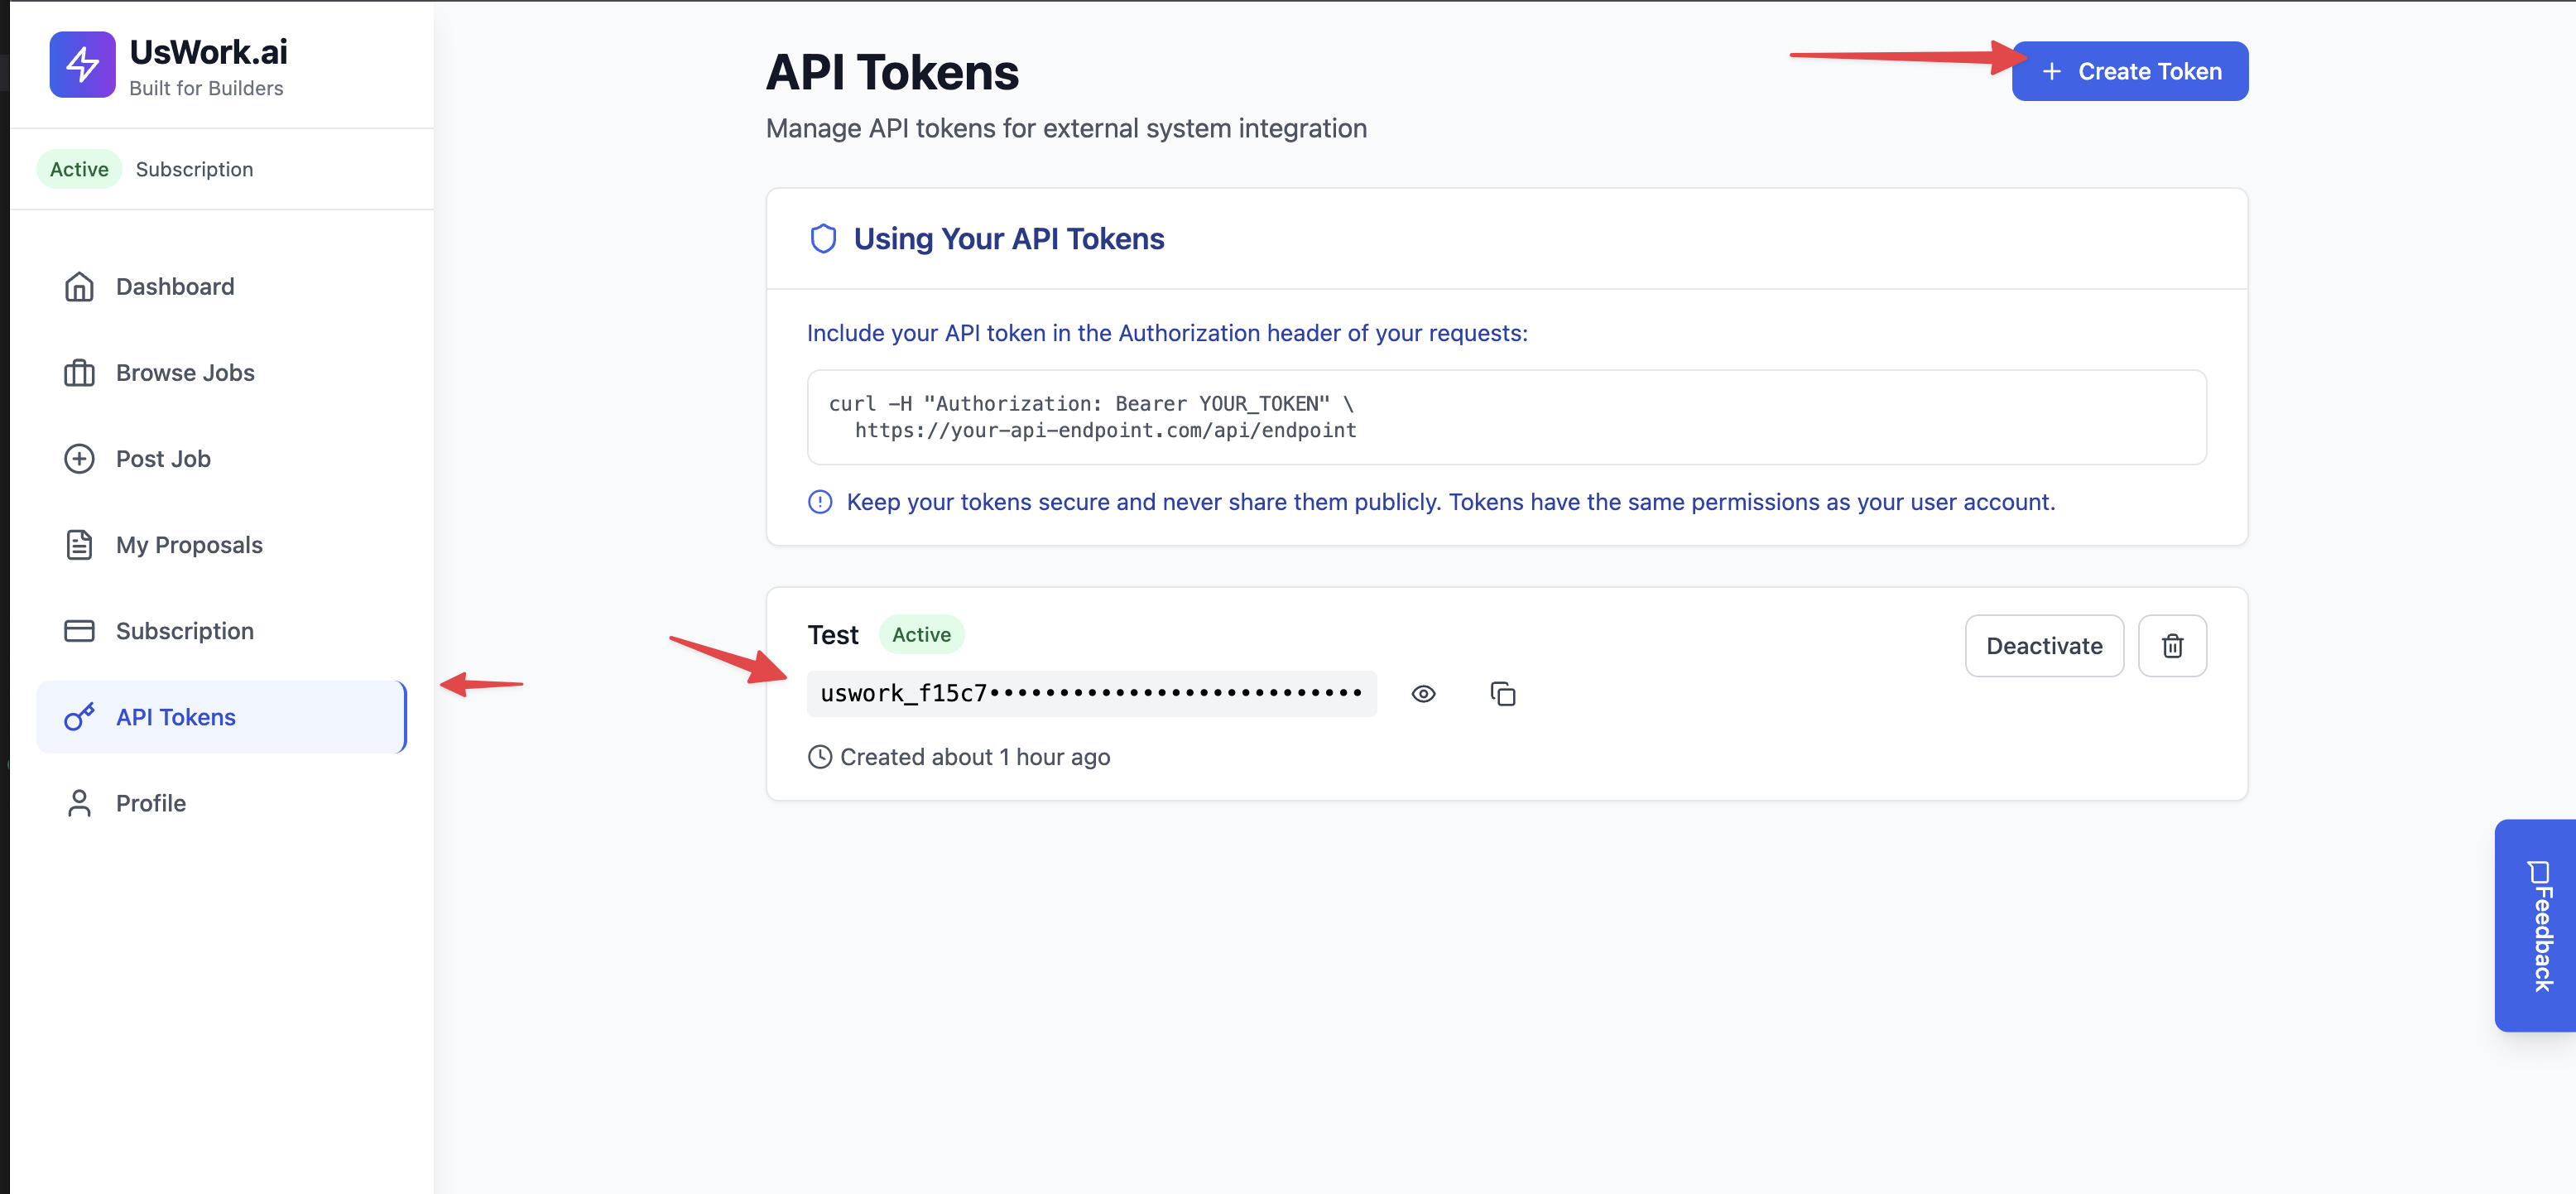 UsWork.ai
Built for Builders
Active Subscription
Dashboard
Browse Jobs
Post Job
My Proposals
Subscription
API Tokens
Profile
API Tokens
Manage API tokens for external system integration
Create Token
Using Your API Tokens
Include your API token in the Authorization header of your requests:
curl -H "Authorization: Bearer YOUR_TOKEN" \
https://your-api-endpoint.com/api/endpoint
Keep your tokens secure and never share them publicly. Tokens have the same permissions as your user account.
Test Active
Deactivate
uswork_f15c7•••••••••••••••••••••••••••
Created about 1 hour ago
Feedback